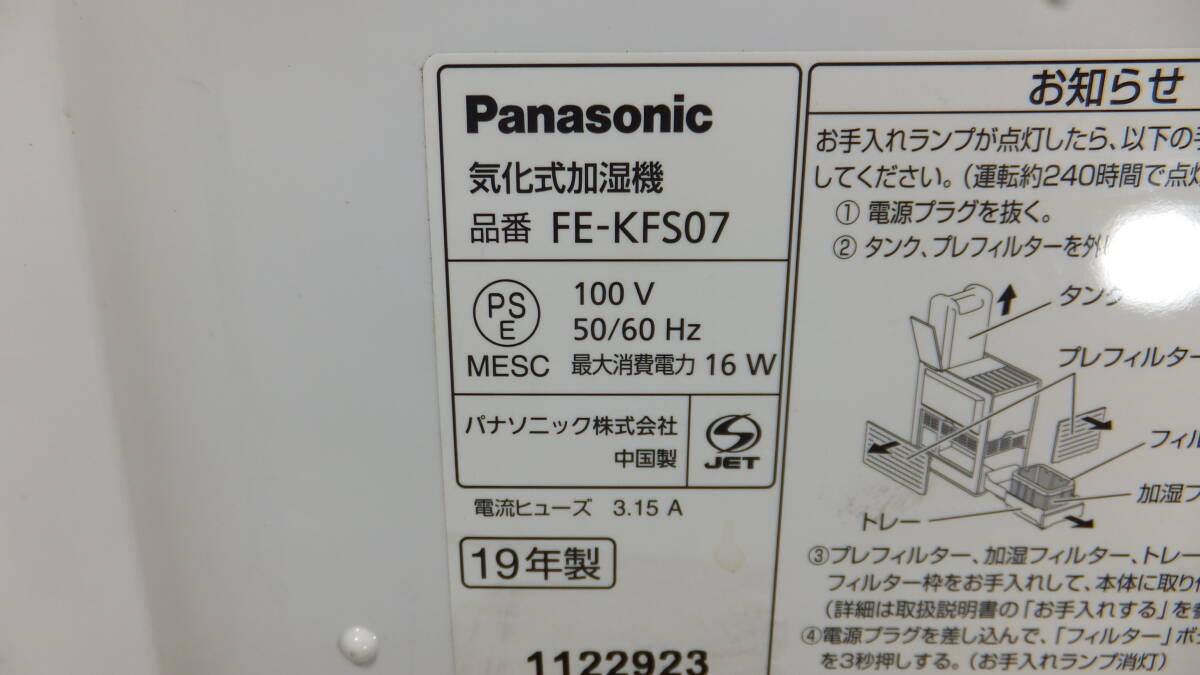 Panasonic
気化式加湿機
品番 FE-KFS07
PS
E
100 V
50/60 Hz
MESC 最大消費電力 16 W
パナソニック株式会社
中国製
S
JET
電流ヒューズ 3.15 A
19年製
1122923
お知らせ
お手入れランプが点灯したら、以下の
してください。(運転約240時間で点
① 電源プラグを抜く。
② タンク、プレフィルターを外
タンク
プレフィルター
フィル
加湿フ
トレー
③プレフィルター、加湿フィルター、トレー
フィルター枠をお手入れして、本体に取り
(詳細は取扱説明書の「お手入れする」を
④電源プラグを差し込んで、「フィルター」ボ
を3秒押しする。(お手入れランプ消灯)